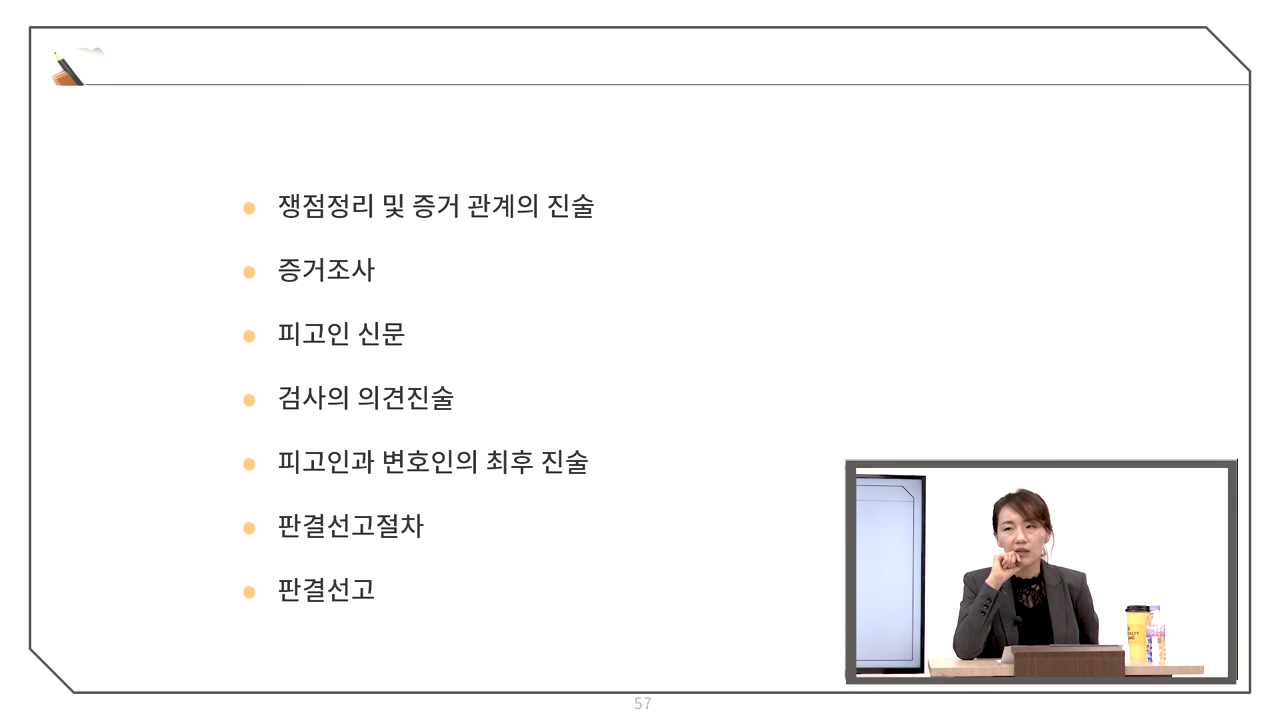 쟁점정리 및 증거 관계의 진술
증거조사
피고인 신문
검사의 의견진술
피고인과 변호인의 최후 진술
판결선고절차
판결선고
57